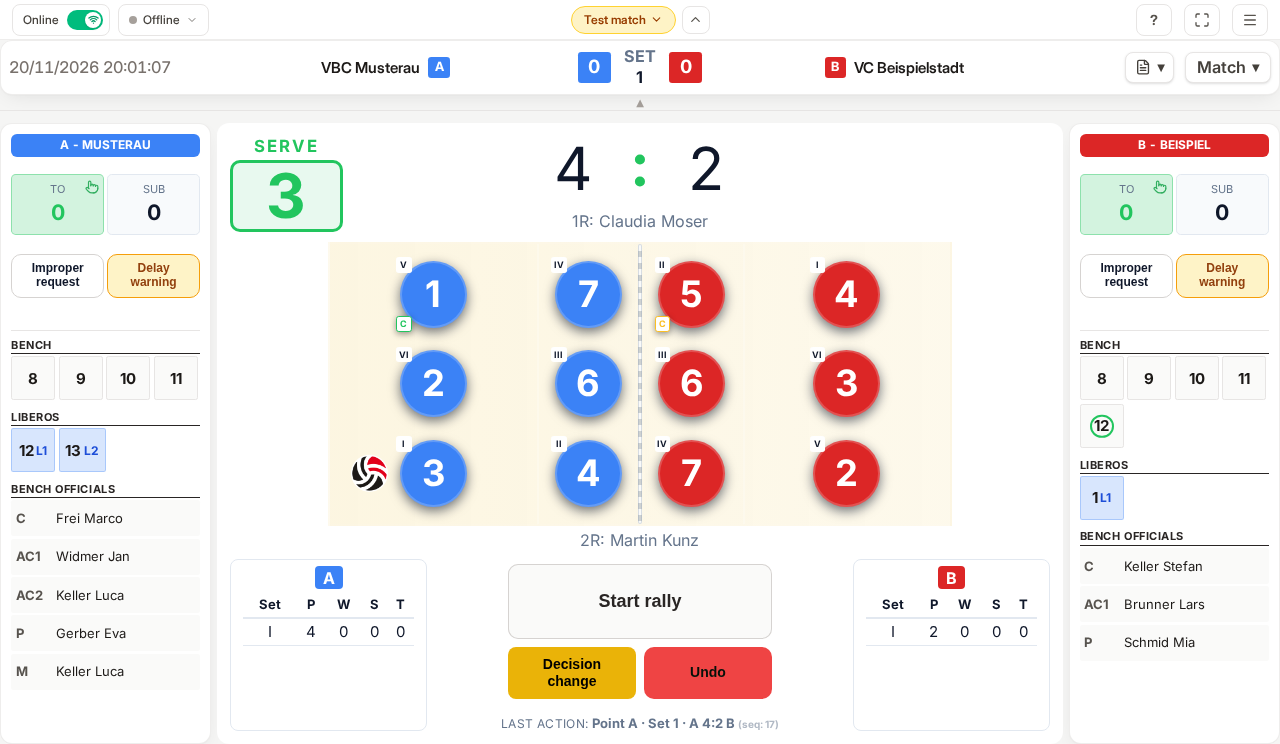 Online
Offline
Test match
?
20/11/2026 20:01:07
VBC Musterau A
0 SET 1 0
B VC Beispielstadt
▾
Match ▾
▲
A - MUSTERAU
TO
0
SUB
0
Improper request
Delay warning
BENCH
8 9 10 11
LIBEROS
12 L1 13 L2
BENCH OFFICIALS
C Frei Marco
AC1 Widmer Jan
AC2 Keller Luca
P Gerber Eva
M Keller Luca
SERVE
3
4 : 2
1R: Claudia Moser
V 1 C
IV 7
II 5 C
I 4
VI 2
III 6
III 6
VI 3
I 3
II 4
IV 7
V 2
2R: Martin Kunz
A
Set P W S T
I 4 0 0 0
Start rally
Decision change
Undo
LAST ACTION: Point A · Set 1 · A 4:2 B (seq: 17)
B
Set P W S T
I 2 0 0 0
B - BEISPIEL
TO
0
SUB
0
Improper request
Delay warning
BENCH
8 9 10 11
12
LIBEROS
1 L1
BENCH OFFICIALS
C Keller Stefan
AC1 Brunner Lars
P Schmid Mia